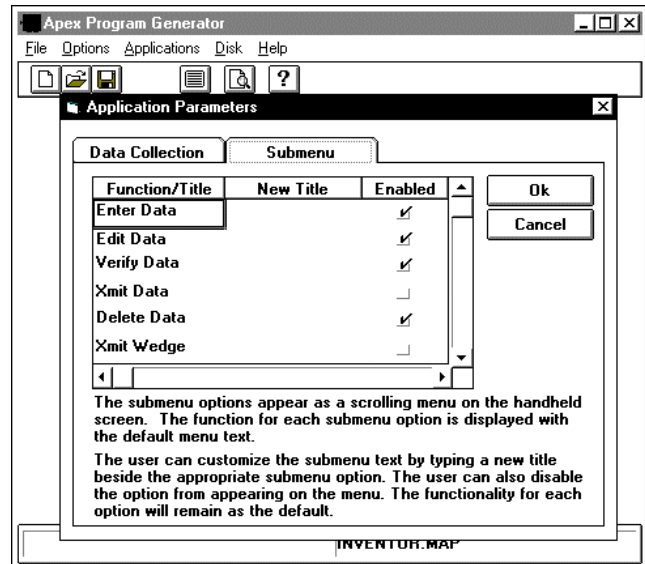 Apex Program Generator
File Options Applications Disk Help
?
Application Parameters
Data Collection Submenu
Function/Title New Title Enabled
Ok
Enter Data
Cancel
Edit Data
Verify Data
Xmit Data
Delete Data
Xmit Wedge
The submenu options appear as a scrolling menu on the handheld
screen. The function for each submenu option is displayed with
the default menu text.
The user can customize the submenu text by typing a new title
beside the appropriate submenu option. The user can also disable
the option from appearing on the menu. The functionality for each
option will remain as the default.
INVENTOR.MAP